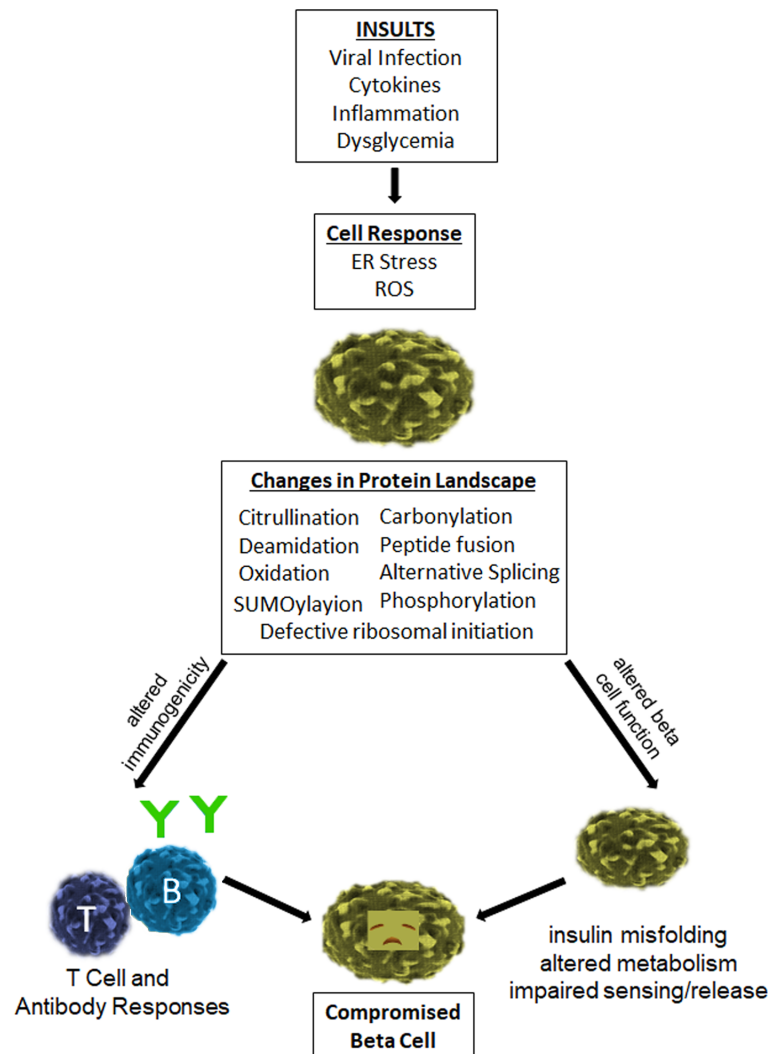 INSULTS
Viral Infection
Cytokines
Inflammation
Dysglycemia
Cell Response
ER Stress
ROS
Changes in Protein Landscape
Citrullination
Carbonylation
Deamidation
Peptide fusion
Oxidation
Alternative Splicing
SUMOylayion
Phosphorylation
Defective ribosomal initiation
altered
immunogenicity
altered beta
cell function
T
B
T Cell and
Antibody Responses
insulin misfolding
altered metabolism
impaired sensing/release
Compromised
Beta Cell